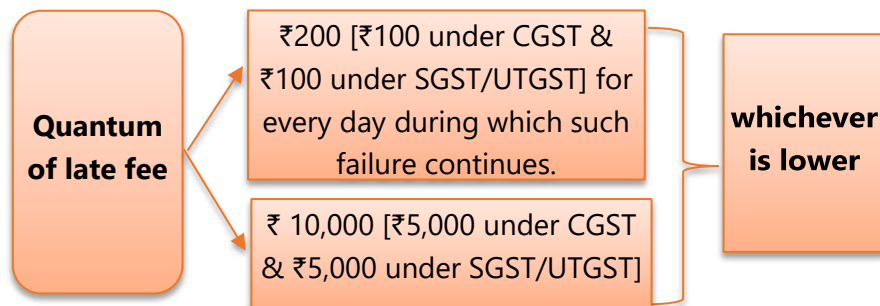 Quantum
of late fee
₹200 [₹100 under CGST &
₹100 under SGST/UTGST] for
every day during which such
failure continues.
₹ 10,000 [₹5,000 under CGST
& ₹5,000 under SGST/UTGST]
whichever
is lower